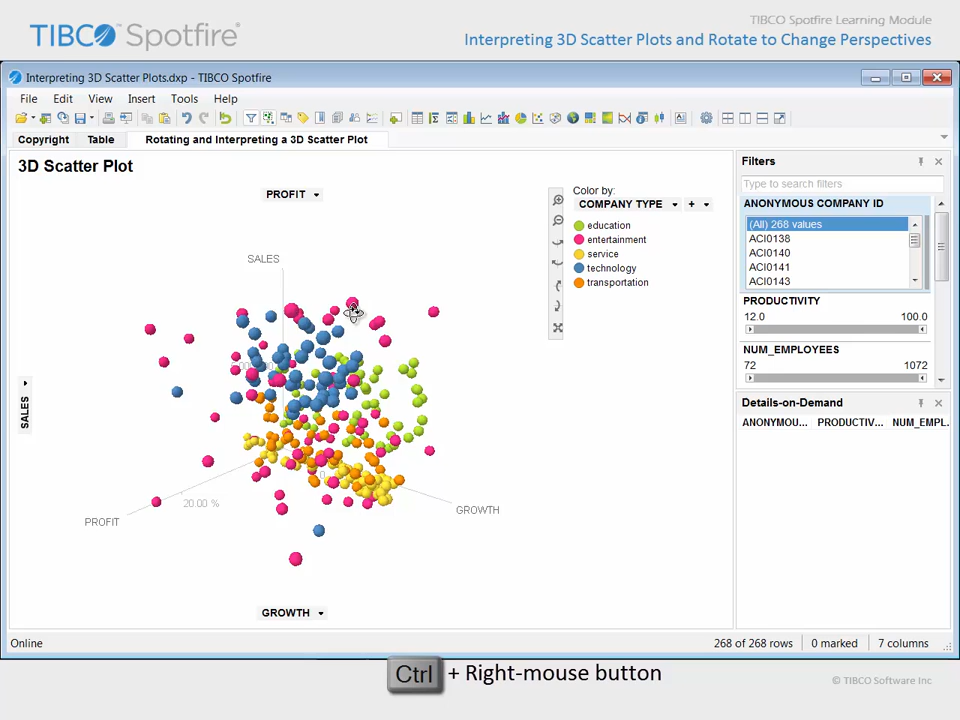 TIBCO Spotfire®
TIBCO Spotfire Learning Module
Interpreting 3D Scatter Plots and Rotate to Change Perspectives
Interpreting 3D Scatter Plots.dxp - TIBCO Spotfire
File Edit View Insert Tools Help
Copyright Table Rotating and Interpreting a 3D Scatter Plot
3D Scatter Plot
PROFIT
SALES
SALES
PROFIT
20.00 %
GROWTH
GROWTH
Color by:
COMPANY TYPE +
education
entertainment
service
technology
transportation
Filters
Type to search filters
ANONYMOUS COMPANY ID
(All) 268 values
ACI0138
ACI0140
ACI0141
ACI0143
PRODUCTIVITY
12.0 100.0
NUM_EMPLOYEES
72 1072
Details-on-Demand
ANONYMOU... PRODUCTIV... NUM_EMPL..
Online 268 of 268 rows 0 marked 7 columns
Ctrl + Right-mouse button
© TIBCO Software Inc